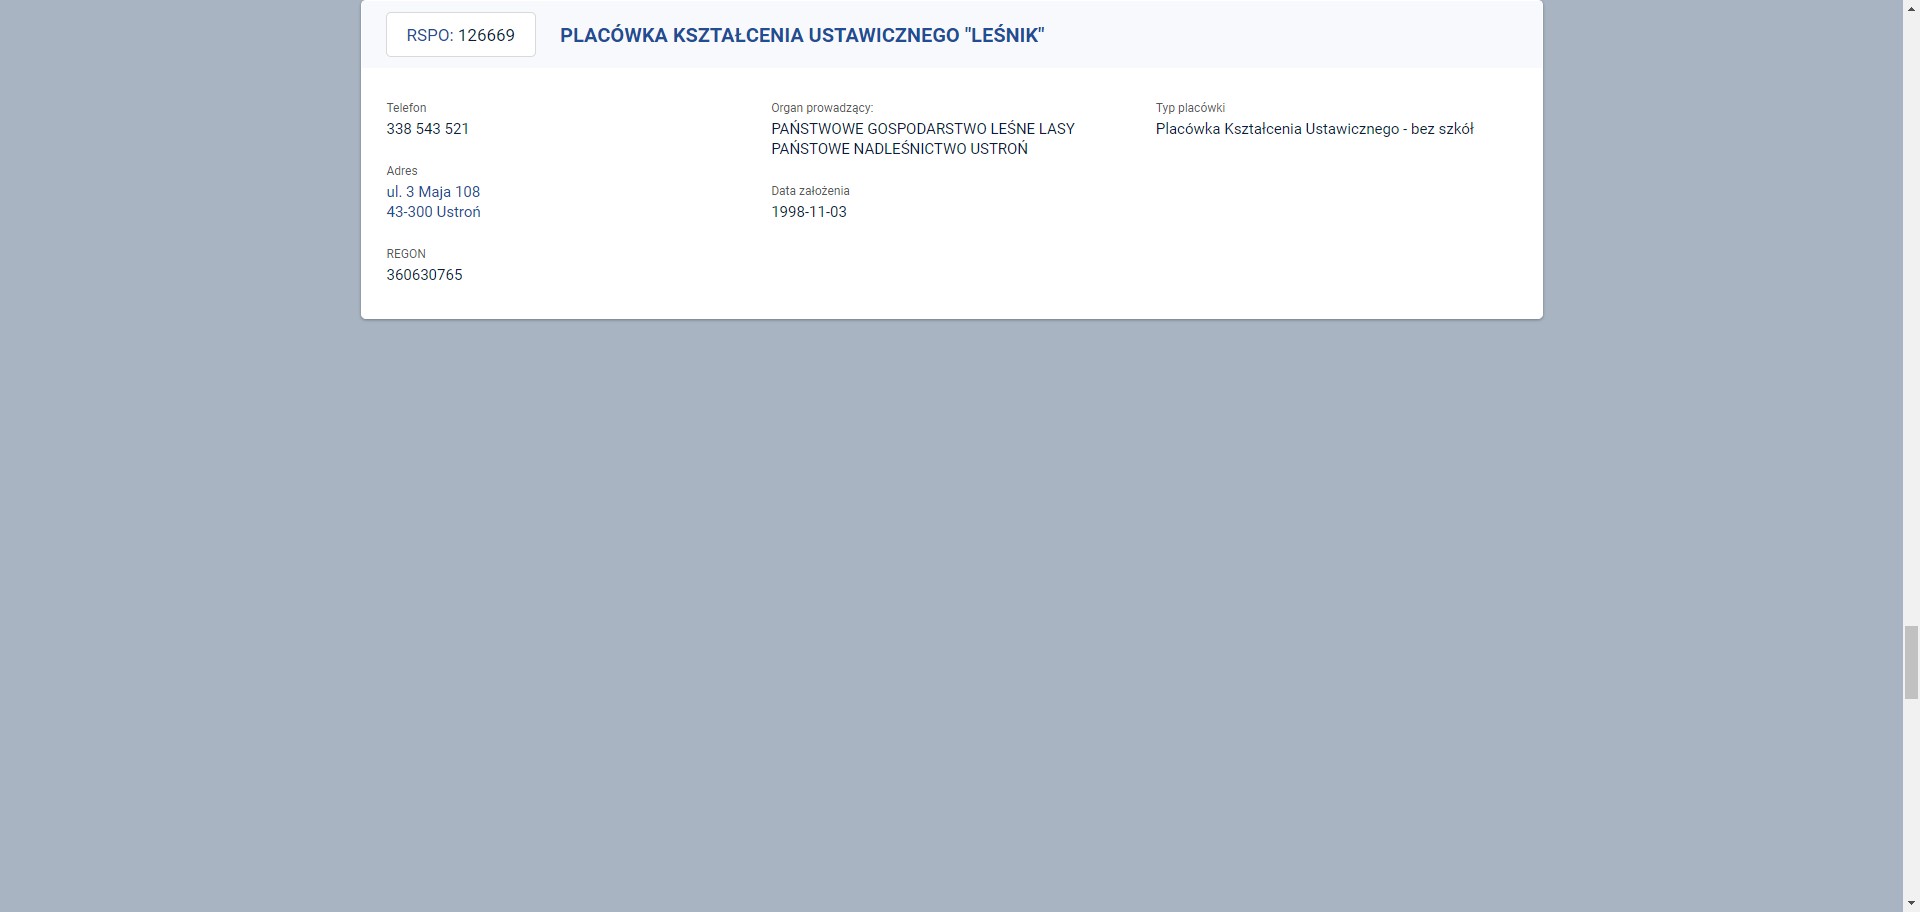 RSPO: 126669
PLACÓWKA KSZTAŁCENIA USTAWICZNEGO "LEŚNIK"
Telefon
338 543 521
Adres
ul. 3 Maja 108
43-300 Ustroń
REGON
360630765
Organ prowadzący:
PAŃSTWOWE GOSPODARSTWO LEŚNE LASY
PAŃSTOWE NADLEŚNICTWO USTROŃ
Data założenia
1998-11-03
Typ placówki
Placówka Kształcenia Ustawicznego - bez szkół